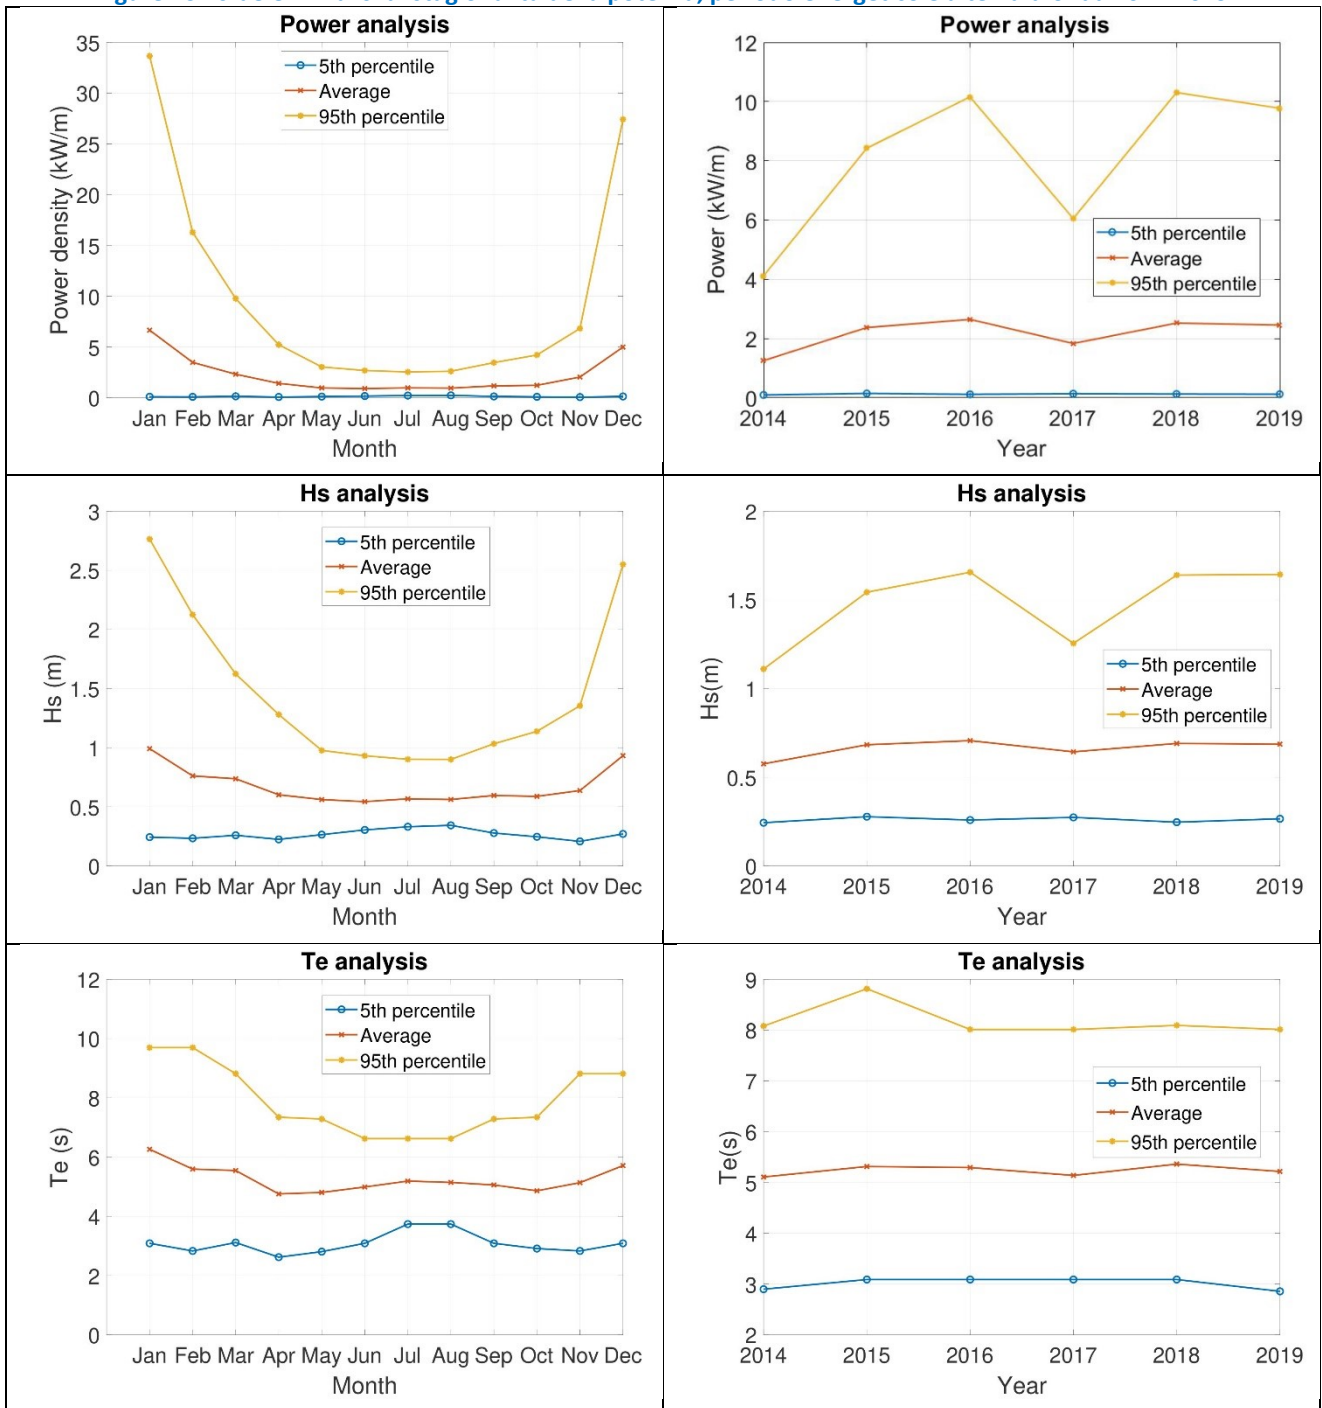 Power analysis
35
30
25
20
15
10
5
0
Power density (kW/m)
5th percentile
Average
95th percentile
Jan Feb Mar Apr May Jun Jul Aug Sep Oct Nov Dec
Month
Power analysis
12
10
8
6
4
2
0
Power (kW/m)
5th percentile
Average
95th percentile
2014 2015 2016 2017 2018 2019
Year
Hs analysis
3
2.5
2
1.5
1
0.5
0
Hs (m)
5th percentile
Average
95th percentile
Jan Feb Mar Apr May Jun Jul Aug Sep Oct Nov Dec
Month
Hs analysis
2
1.5
1
0.5
0
Hs(m)
5th percentile
Average
95th percentile
2014 2015 2016 2017 2018 2019
Year
Te analysis
12
10
8
6
4
2
0
Te (s)
5th percentile
Average
95th percentile
Jan Feb Mar Apr May Jun Jul Aug Sep Oct Nov Dec
Month
Te analysis
9
8
7
6
5
4
3
2
Te(s)
5th percentile
Average
95th percentile
2014 2015 2016 2017 2018 2019
Year